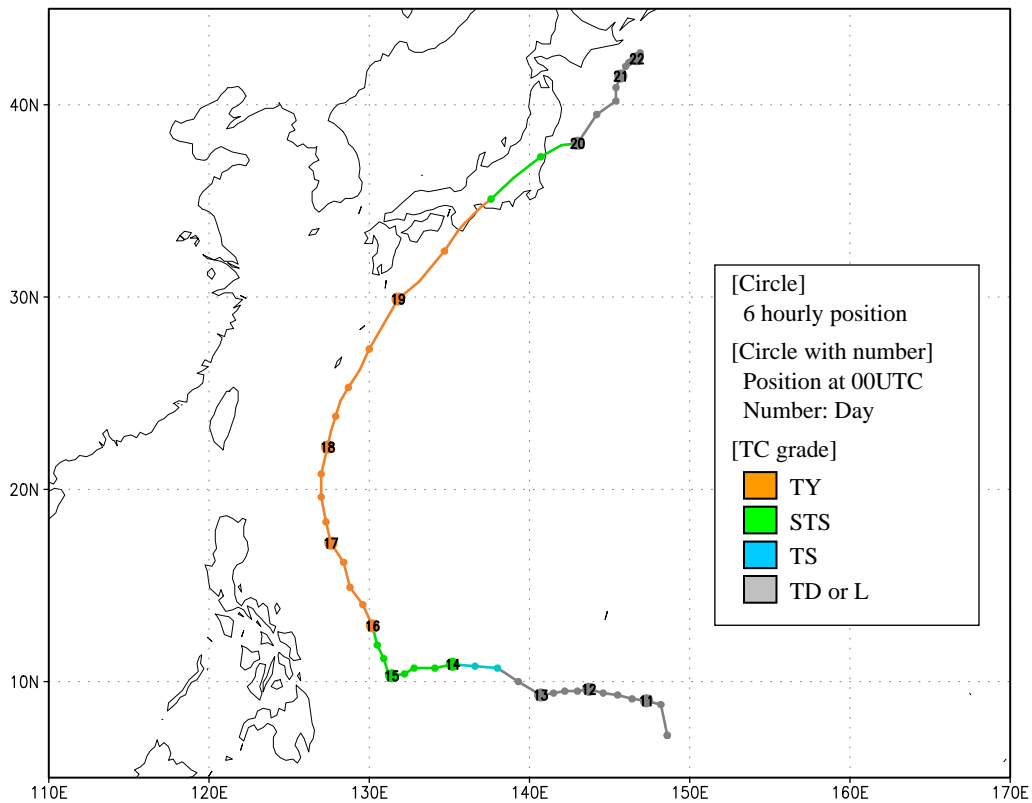 22
21
40N
20
[Circle]
30N
19
6 hourly position
[Circle with number]
Position at 00UTC
Number: Day
18
[TC grade]
20N
TY
STS
17
TS
TD or L
16
14
15
12
10N
13
11
110E 120E 130E 140E 150E 160E 170E